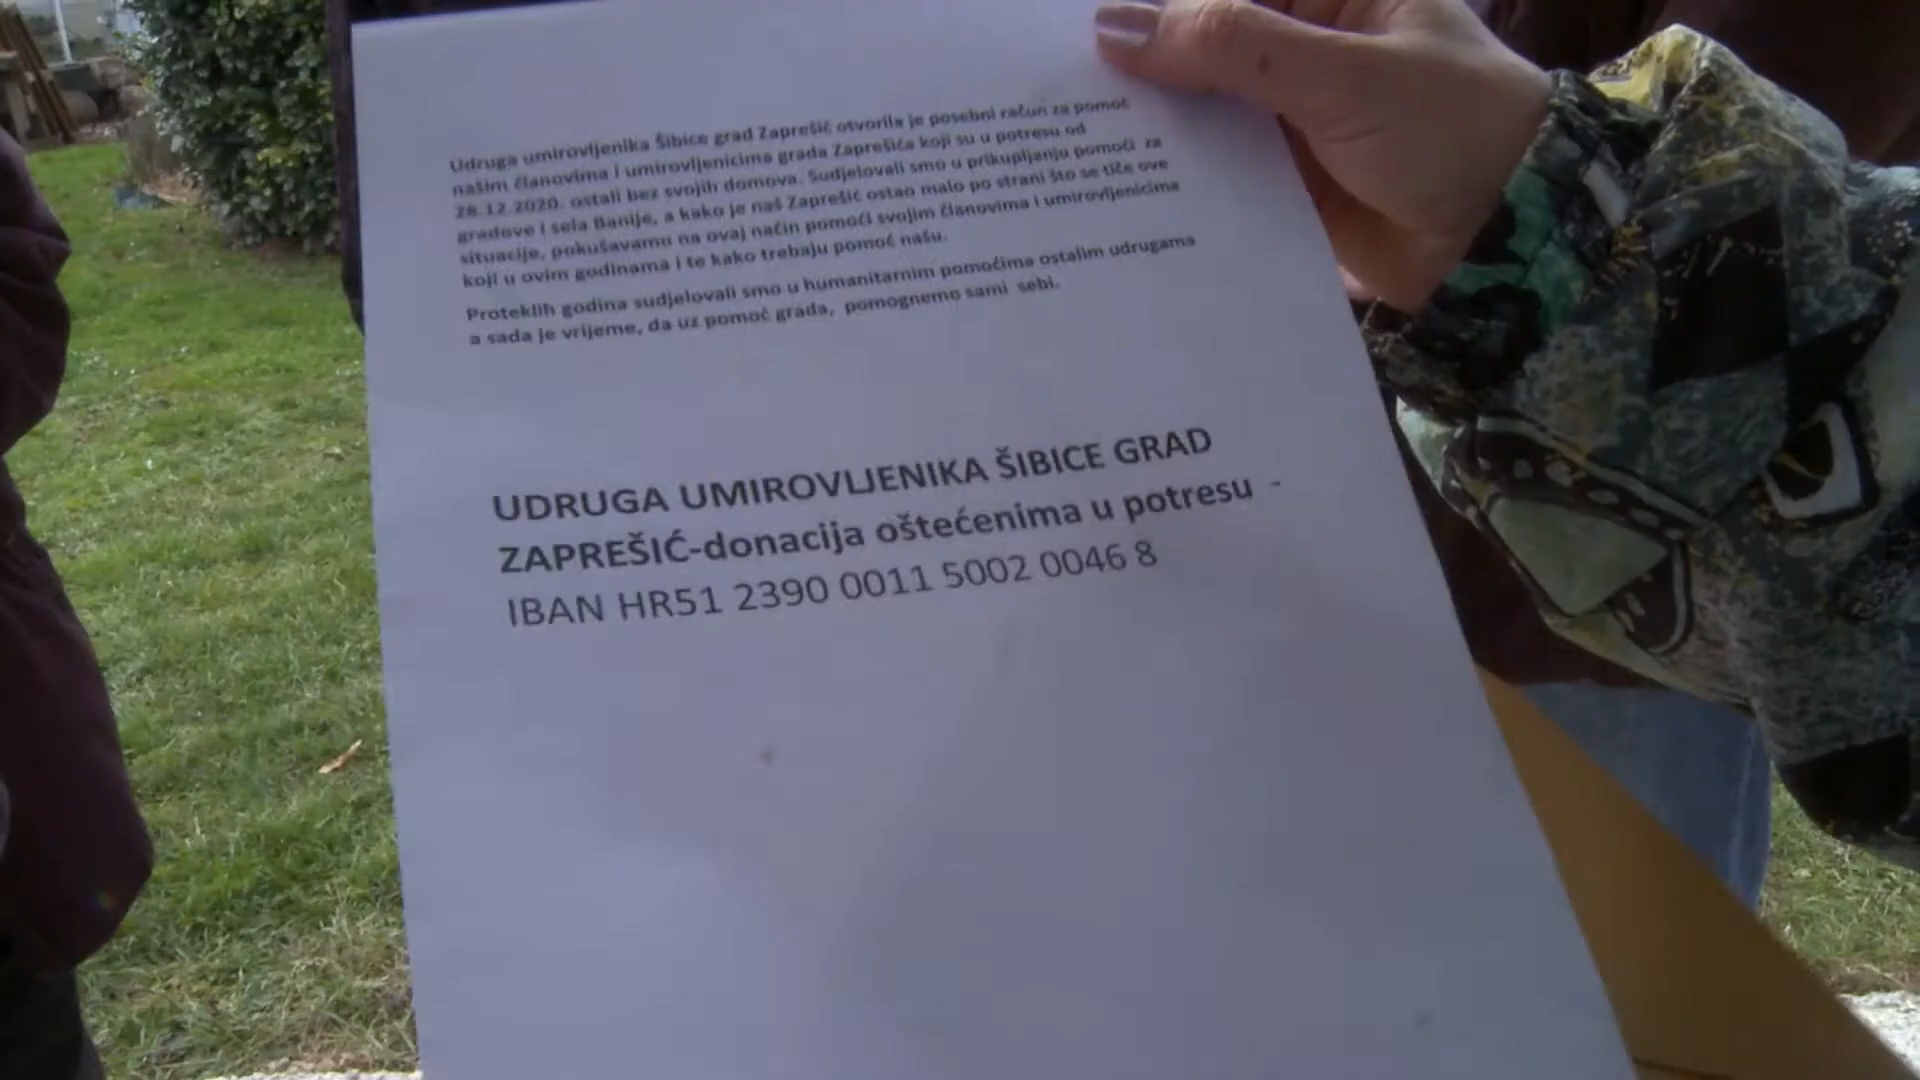 Udruga umirovljenika Šibice grad Zaprešić otvorila je posebni račun za pomoć
našim članovima i umirovljenicima grada Zaprešića koji su u potresu od
28.12.2020. ostali bez svojih domova. Sudjelovali smo u prikupljanju pomoći za
gradove i sela Banije, a kako je naš Zaprešić ostao malo po strani što se tiče ove
situacije, pokušavamo na ovaj način pomoći svojim članovima i umirovljenicima
koji u ovim godinama i te kako trebaju pomoć našu.
Proteklih godina sudjelovali smo u humanitarnim pomoćima ostalim udrugama
a sada je vrijeme, da uz pomoć grada, pomognemo sami sebi.
UDRUGA UMIROVLJENIKA ŠIBICE GRAD
ZAPREŠIĆ-donacija oštećenima u potresu -
IBAN HR51 2390 0011 5002 0046 8